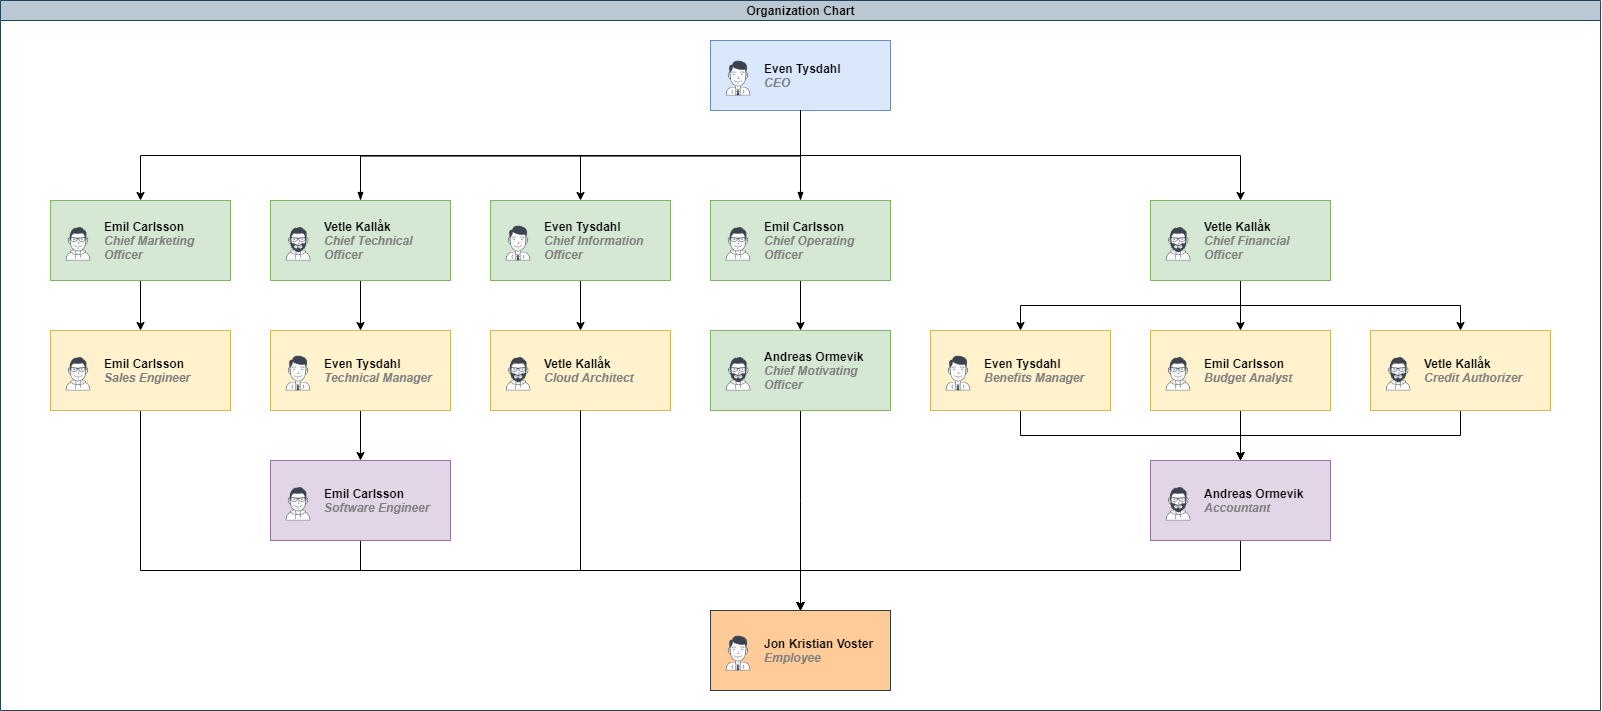 Organization Chart
Even Tysdahl
CEO
Emil Carlsson
Chief Marketing
Officer
Vetle Kallåk
Chief Technical
Officer
Even Tysdahl
Chief Information
Officer
Emil Carlsson
Chief Operating
Officer
Vetle Kallåk
Chief Financial
Officer
Emil Carlsson
Sales Engineer
Even Tysdahl
Technical Manager
Vetle Kallåk
Cloud Architect
Andreas Ormevik
Chief Motivating
Officer
Even Tysdahl
Benefits Manager
Emil Carlsson
Budget Analyst
Vetle Kallåk
Credit Authorizer
Emil Carlsson
Software Engineer
Andreas Ormevik
Accountant
Jon Kristian Voster
Employee